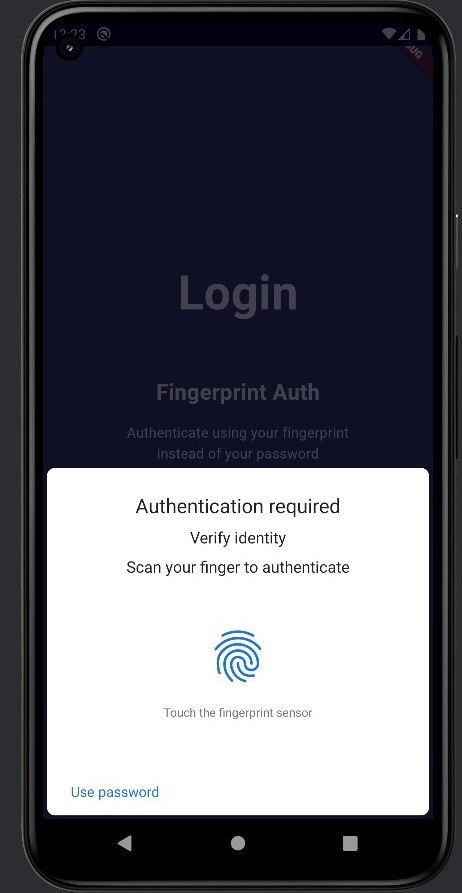 12:23
Login
Fingerprint Auth
Authenticate using your fingerprint
instead of your password
Authentication required
Verify identity
Scan your finger to authenticate
Touch the fingerprint sensor
Use password